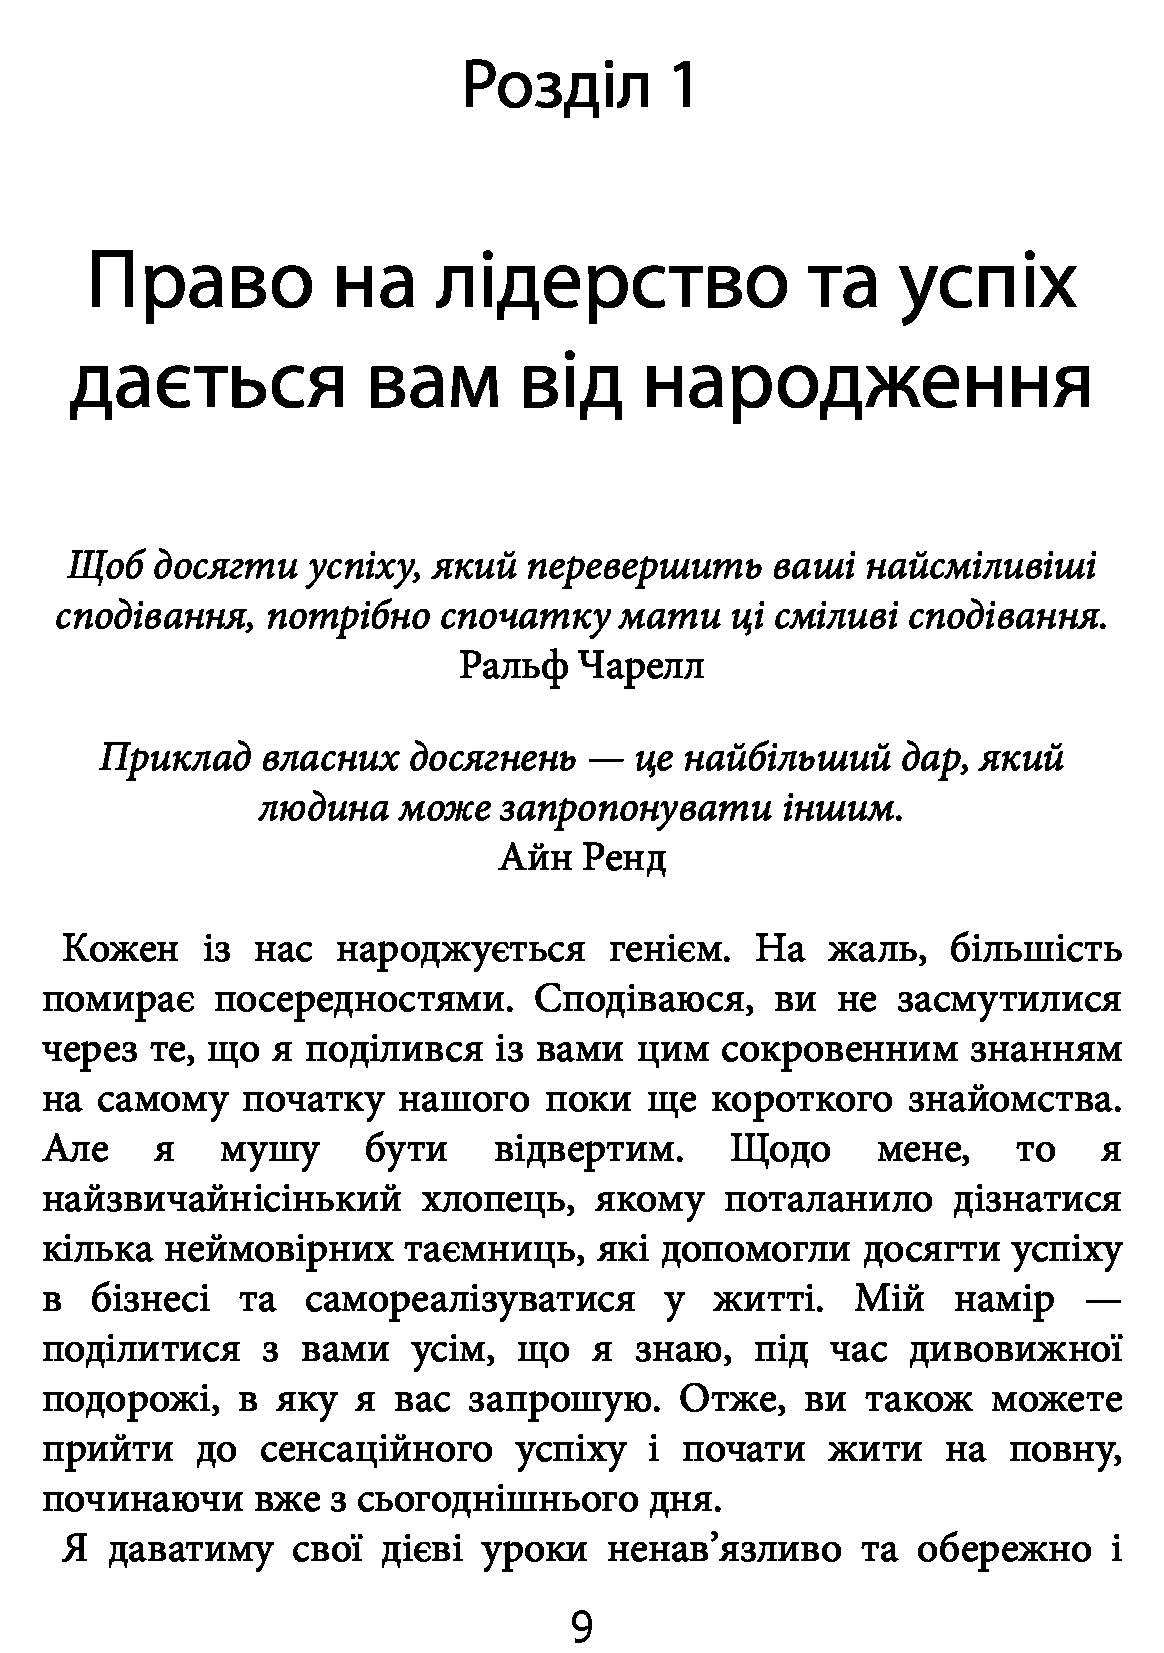 Розділ 1
Право на лідерство та успіх
дається вам від народження
Щоб досягти успіху, який перевершить ваші найсміливіші
сподівання, потрібно спочатку мати ці сміливі сподівання.
Ральф Чарелл
Приклад власних досягнень — це найбільший дар, який
людина може запропонувати іншим.
Айн Ренд
Кожен із нас народжується генієм. На жаль, більшість
помирає посередностями. Сподіваюся, ви не засмутилися
через те, що я поділився із вами цим сокровенним знанням
на самому початку нашого поки ще короткого знайомства.
Але я мушу бути відвертим. Щодо мене, то я
найзвичайнісінький хлопець, якому поталанило дізнатися
кілька неймовірних таємниць, які допомогли досягти успіху
в бізнесі та самореалізуватися у житті. Мій намір —
поділитися з вами усім, що я знаю, під час дивовижної
подорожі, в яку я вас запрошую. Отже, ви також можете
прийти до сенсаційного успіху і почати жити на повну,
починаючи вже з сьогоднішнього дня.
Я даватиму свої дієві уроки ненав’язливо та обережно і
9